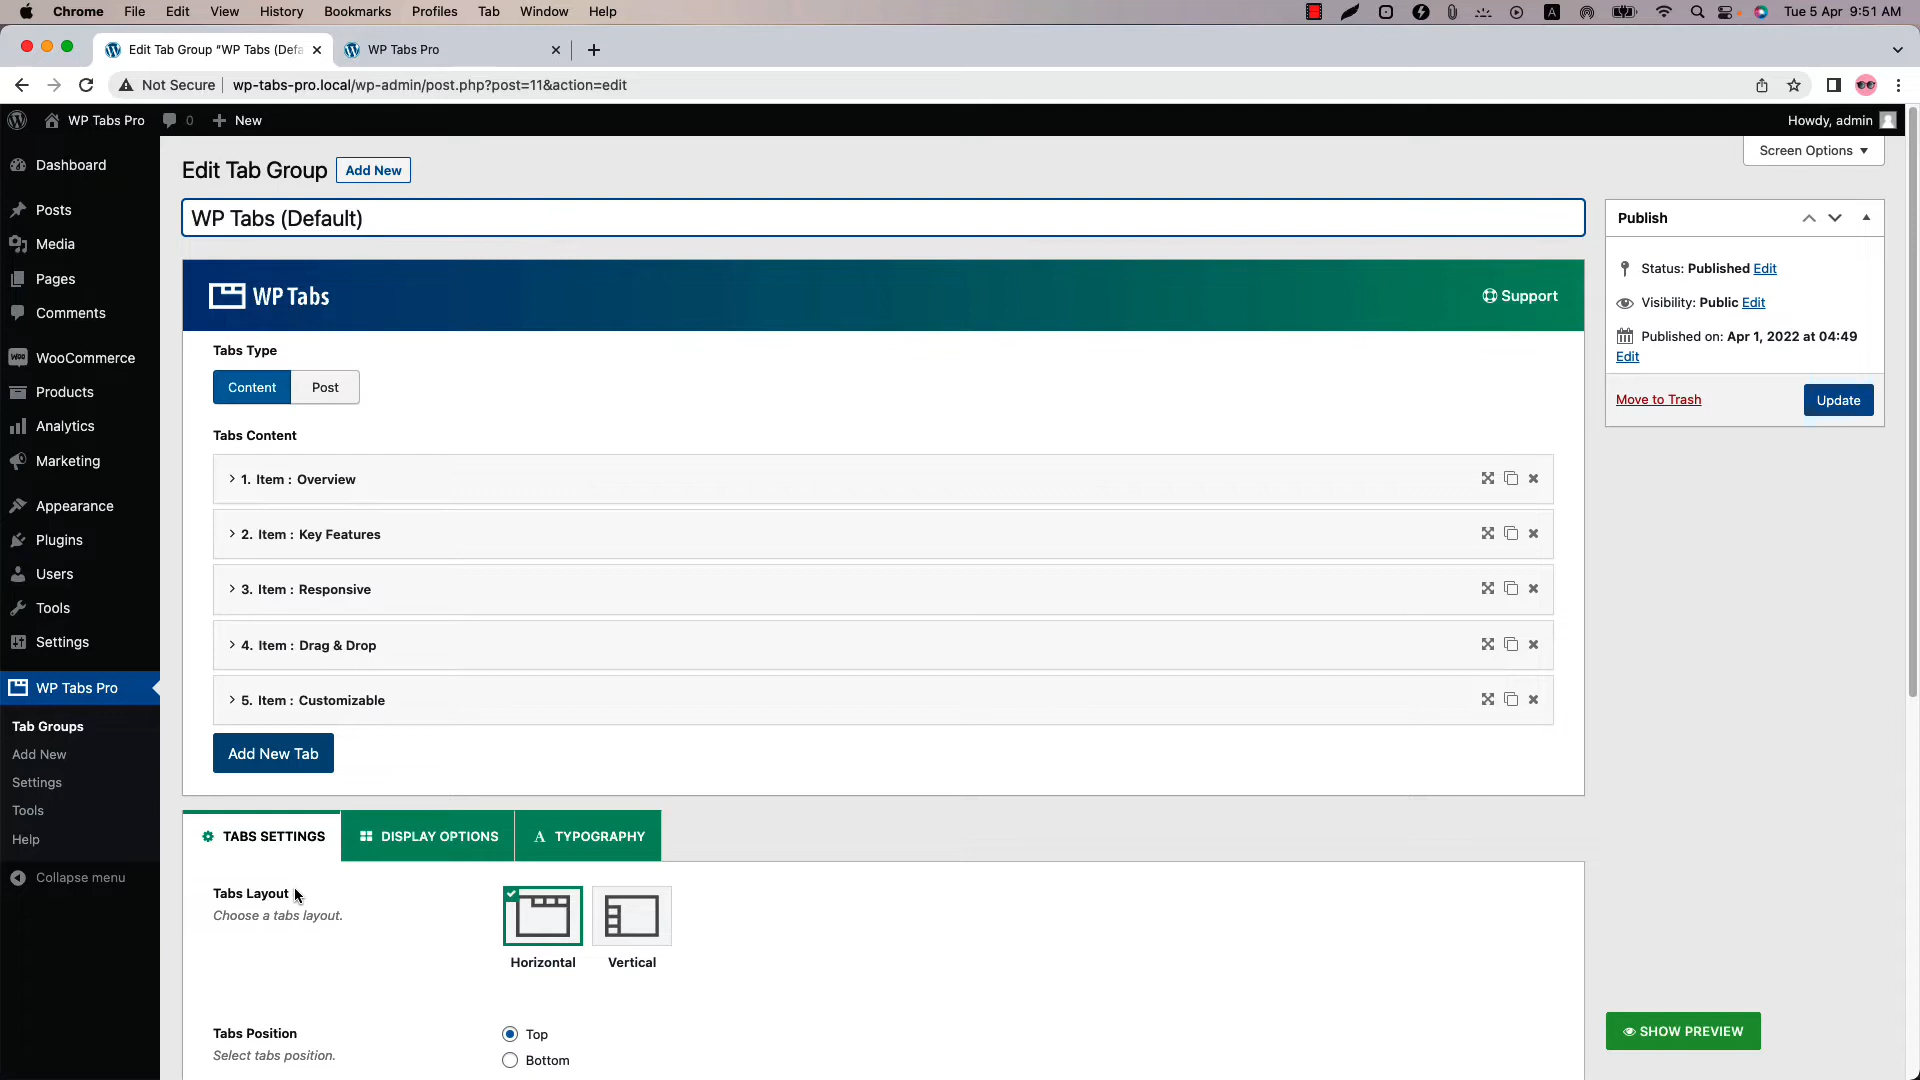 Chrome File Edit View History Bookmarks Profiles Tab Window Help
A Tue 5 Apr 9:51 AM
Edit Tab Group "WP Tabs (Defa
WP Tabs Pro
Not Secure wp-tabs-pro.local/wp-admin/post.php?post=11&action=edit
WP Tabs Pro 0 New
Howdy, admin
Screen Options
Dashboard
Posts
Media
Pages
Comments
WooCommerce
Products
Analytics
Marketing
Appearance
Plugins
Users
Tools
Settings
WP Tabs Pro
Tab Groups
Add New
Settings
Tools
Help
Collapse menu
Edit Tab Group Add New
WP Tabs (Default)
WP Tabs
Support
Tabs Type
Content Post
Tabs Content
1. Item : Overview
2. Item : Key Features
3. Item : Responsive
4. Item : Drag & Drop
5. Item : Customizable
Add New Tab
TABS SETTINGS DISPLAY OPTIONS A TYPOGRAPHY
Tabs Layout
Choose a tabs layout.
Horizontal Vertical
Tabs Position
Select tabs position.
Top
Bottom
Publish
Status: Published Edit
Visibility: Public Edit
Published on: Apr 1, 2022 at 04:49
Edit
Move to Trash Update
SHOW PREVIEW